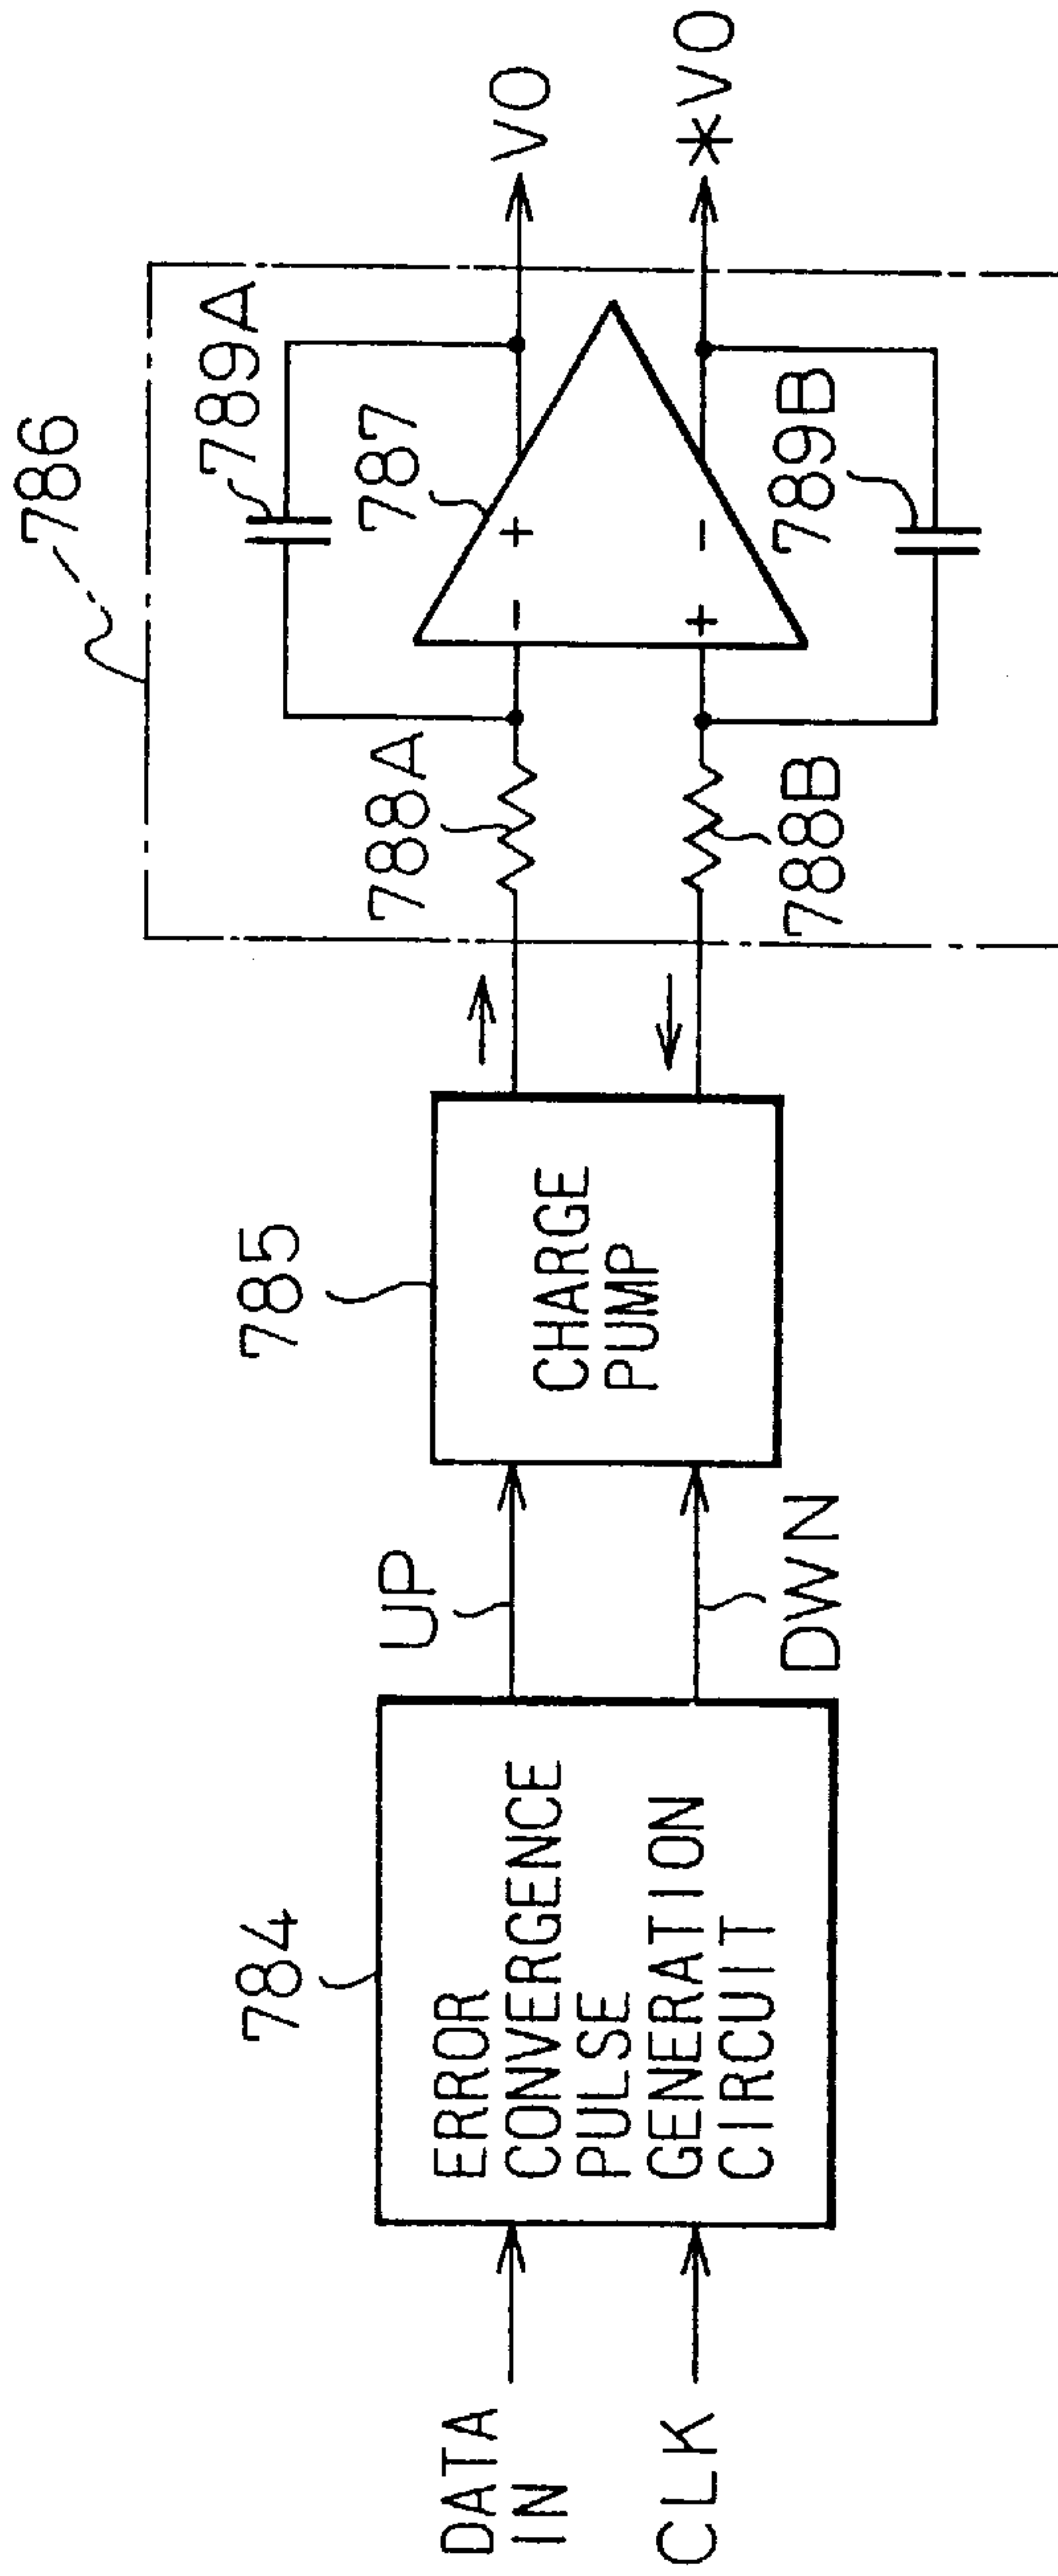 DATA
IN
CLK
784
ERROR
CONVERGENCE
PULSE
GENERATION
CIRCUIT
UP
DWN
785
CHARGE
PUMP
786
788A
788B
789A
787
789B
-
+
+
-
VO
*VO